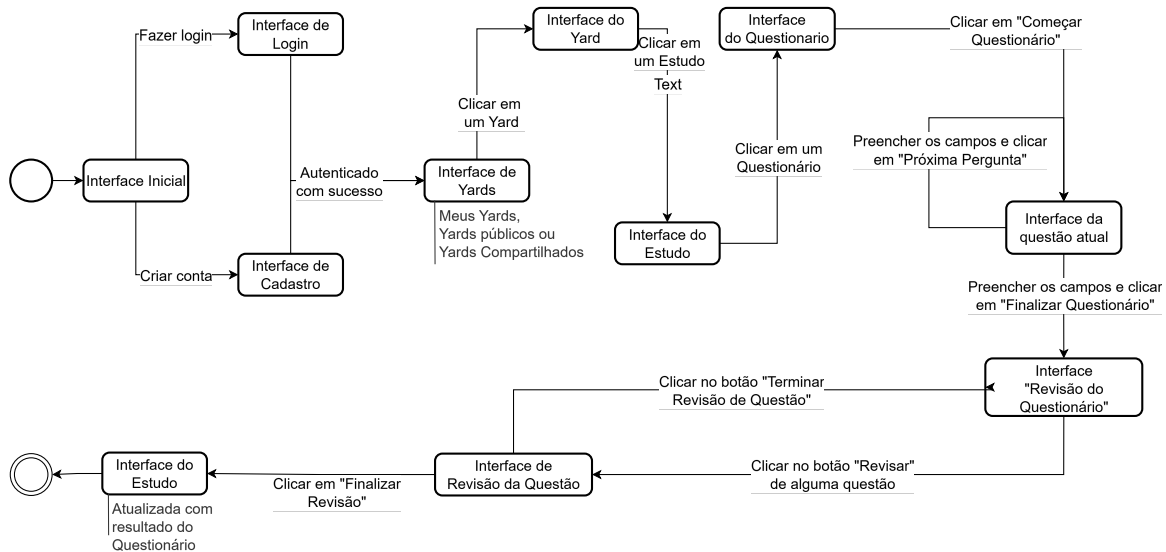 Fazer login
Interface de
Login
Interface Inicial
Criar conta
Interface de
Cadastro
Autenticado
com sucesso
Interface de
Yards
Meus Yards,
Yards públicos ou
Yards Compartilhados
Clicar em
um Yard
Interface do
Yard
Clicar em
um Estudo
Text
Interface do
Estudo
Clicar em um
Questionário
Interface
do Questionario
Clicar em "Começar
Questionário"
Preencher os campos e clicar
em "Próxima Pergunta"
Interface da
questão atual
Preencher os campos e clicar
em "Finalizar Questionário"
Interface
"Revisão do
Questionário"
Clicar no botão "Terminar
Revisão de Questão"
Clicar no botão "Revisar"
de alguma questão
Interface de
Revisão da Questão
Clicar em "Finalizar
Revisão"
Interface do
Estudo
Atualizada com
resultado do
Questionário